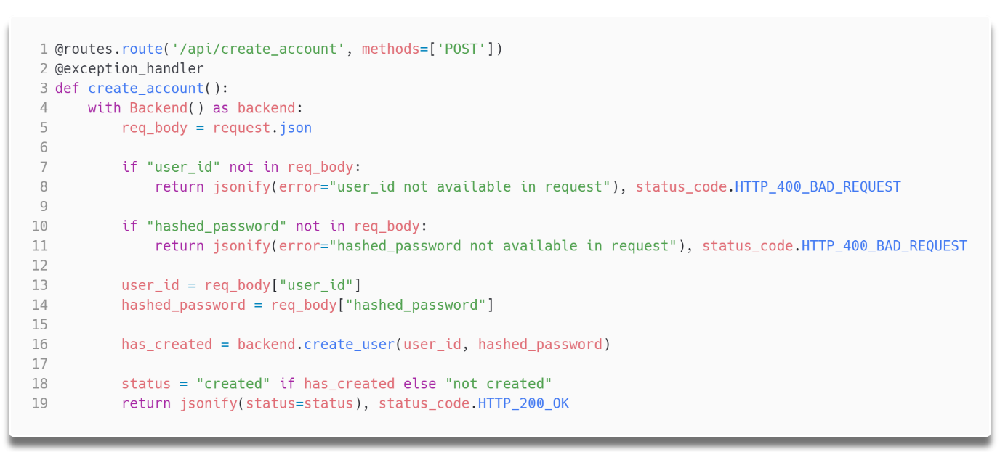 1 @routes.route('/api/create_account', methods=['POST'])
2 @exception_handler
3 def create_account():
4     with Backend() as backend:
5         req_body = request.json
6
7         if "user_id" not in req_body:
8             return jsonify(error="user_id not available in request"), status_code.HTTP_400_BAD_REQUEST
9
10         if "hashed_password" not in req_body:
11             return jsonify(error="hashed_password not available in request"), status_code.HTTP_400_BAD_REQUEST
12
13         user_id = req_body["user_id"]
14         hashed_password = req_body["hashed_password"]
15
16         has_created = backend.create_user(user_id, hashed_password)
17
18         status = "created" if has_created else "not created"
19         return jsonify(status=status), status_code.HTTP_200_OK